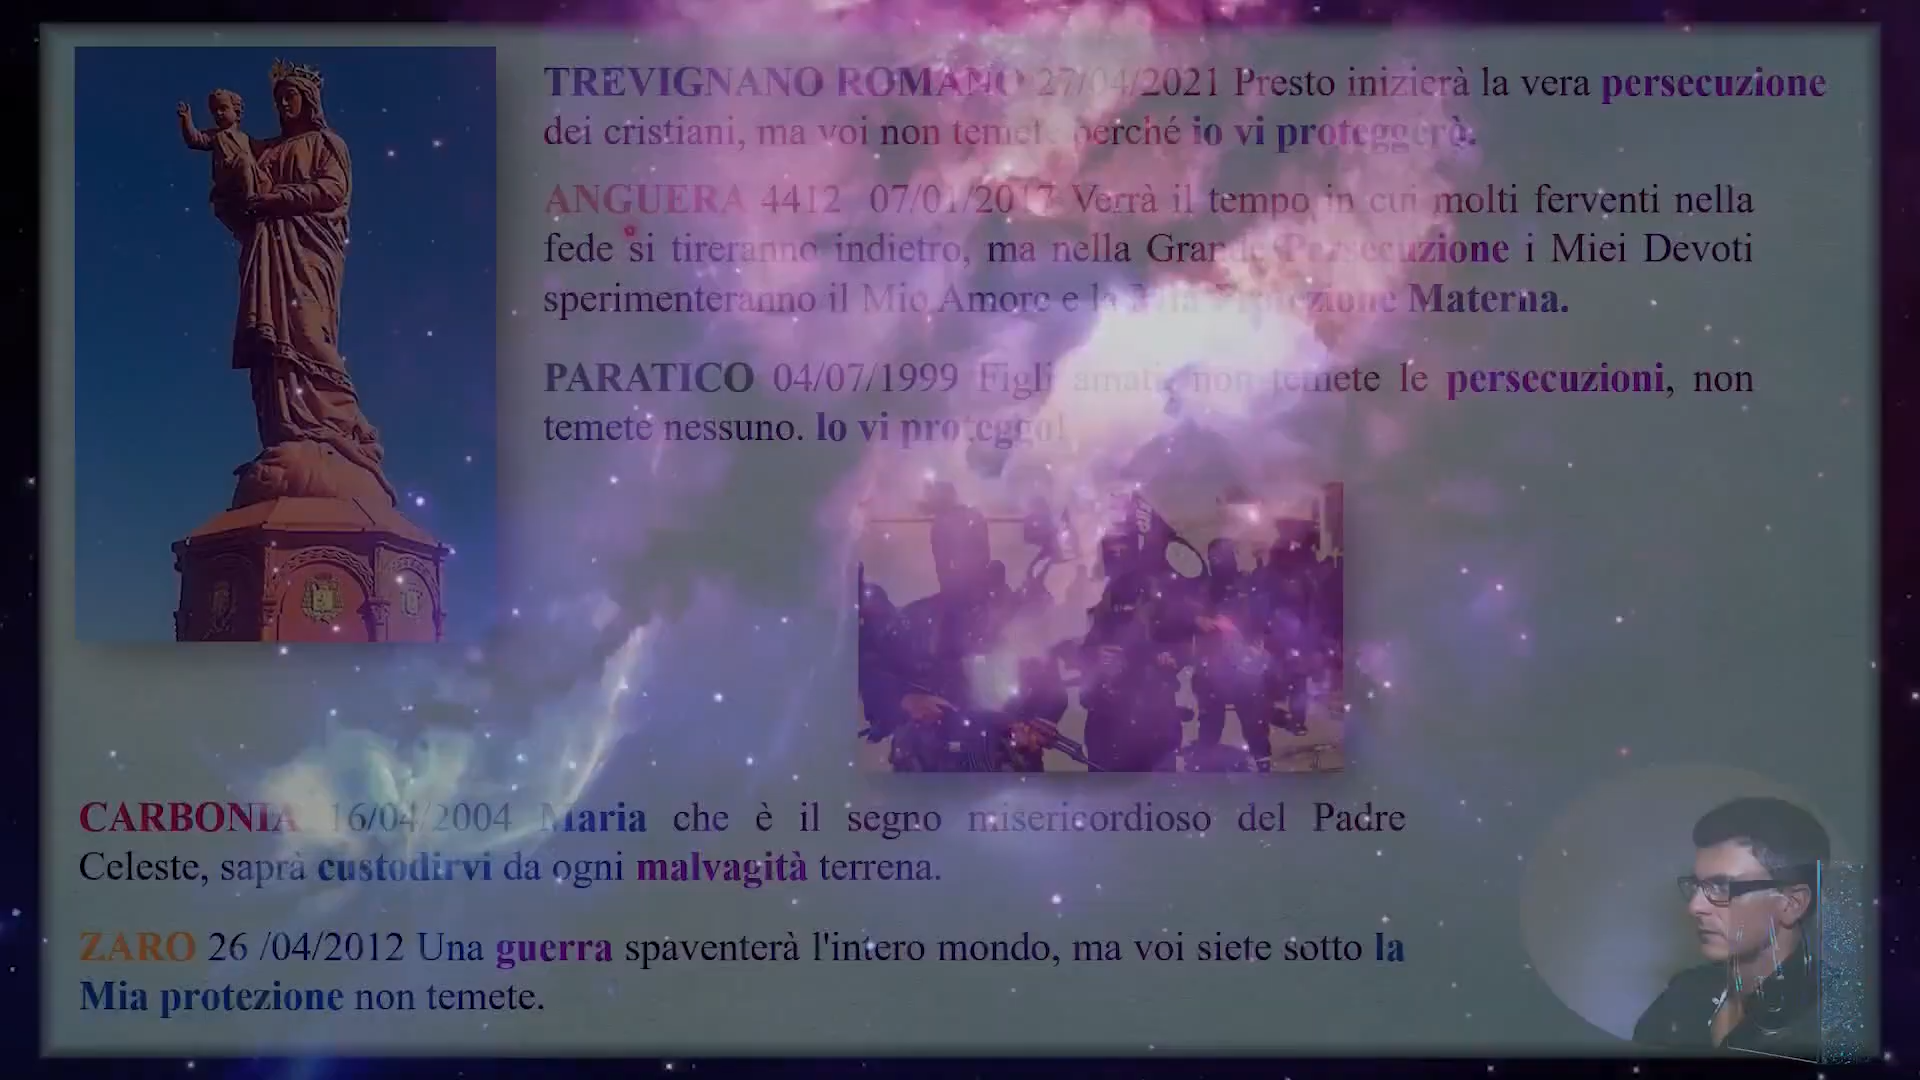 TREVIGNANO ROMANO 27/04/2021 Presto inizierà la vera persecuzione
dei cristiani, ma voi non temete perché io vi proteggerò.
ANGUERA 4412 07/01/2017 Verrà il tempo in cui molti ferventi nella
fede si tireranno indietro, ma nella Grande Persecuzione i Miei Devoti
sperimenteranno il Mio Amore e la Mia Protezione Materna.
PARATICO 04/07/1999 Figli amati, non temete le persecuzioni, non
temete nessuno. Io vi proteggo!
CARBONIA 16/04/2004 Maria che è il segno misericordioso del Padre
Celeste, saprà custodirvi da ogni malvagità terrena.
ZARO 26 /04/2012 Una guerra spaventerà l'intero mondo, ma voi siete sotto la
Mia protezione non temete.